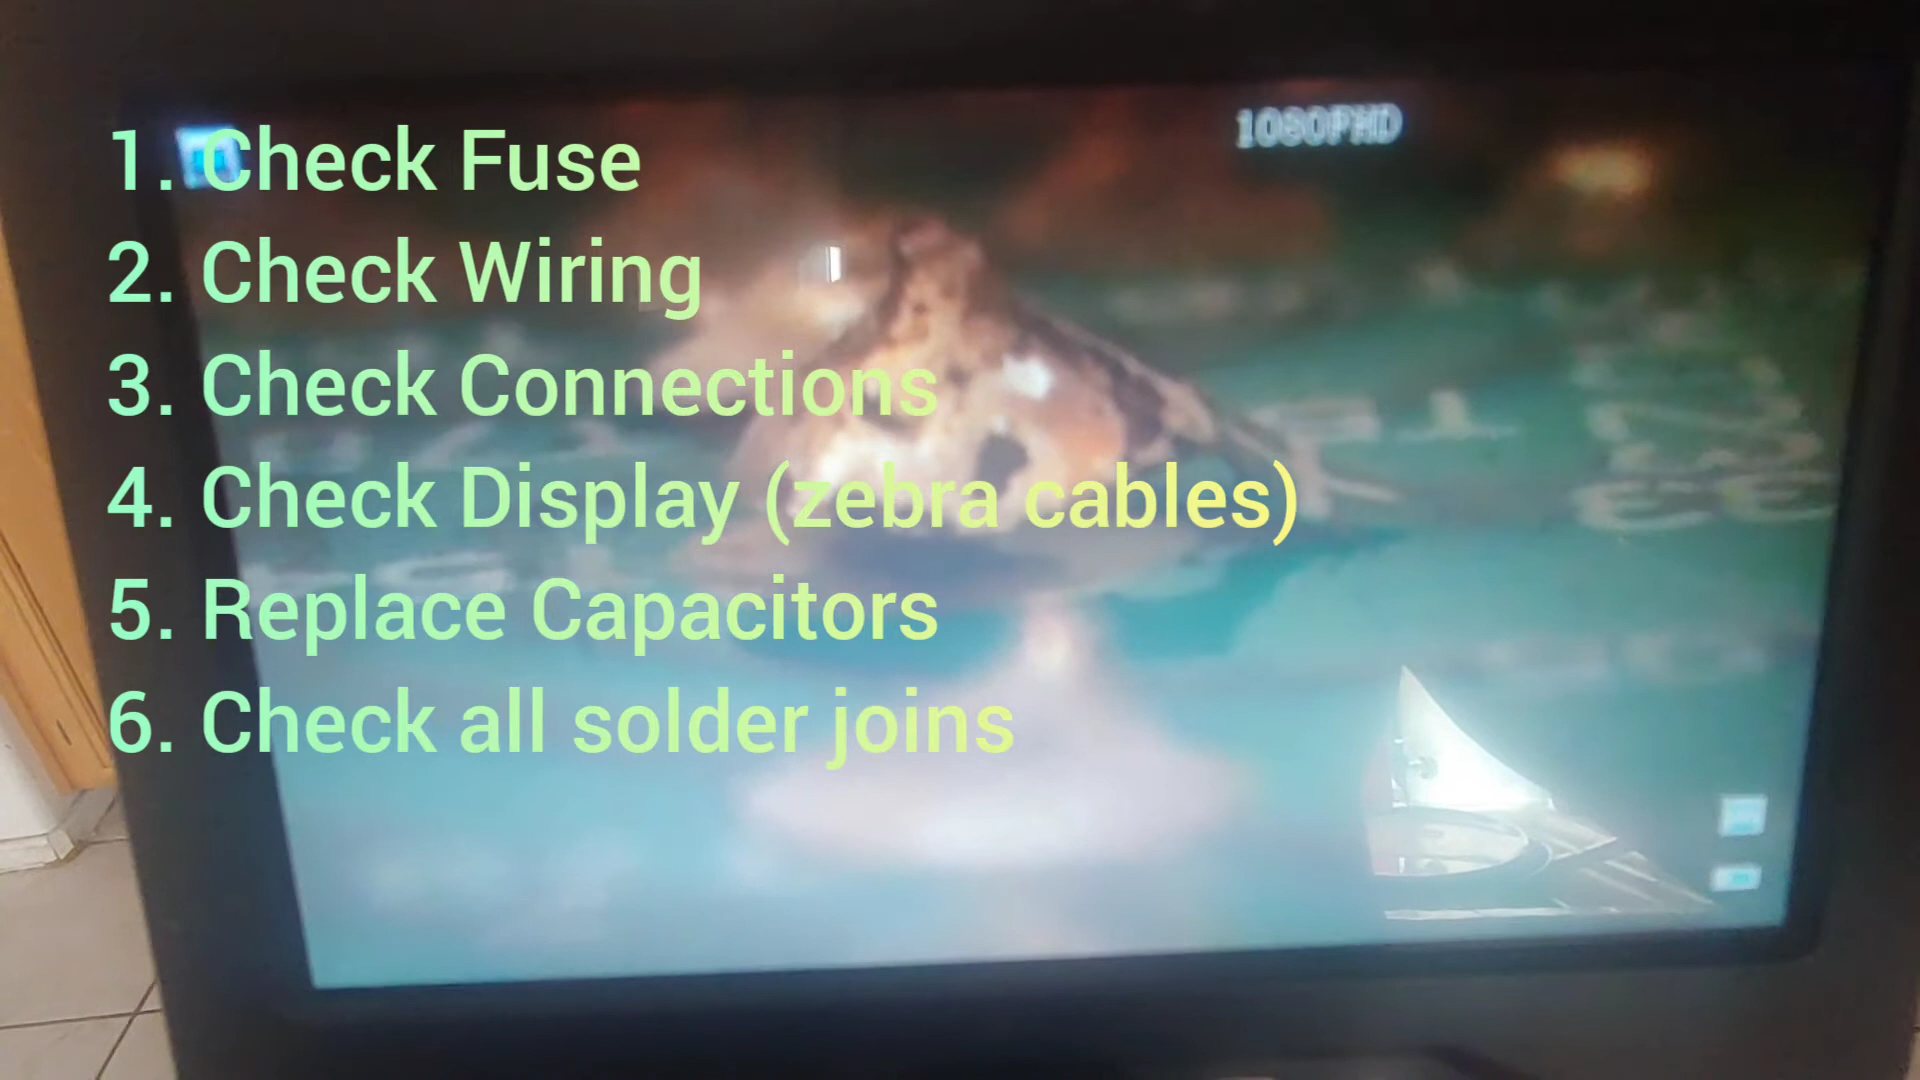 1080PHD
1. Check Fuse
2. Check Wiring
3. Check Connections
4. Check Display (zebra cables)
5. Replace Capacitors
6. Check all solder joins